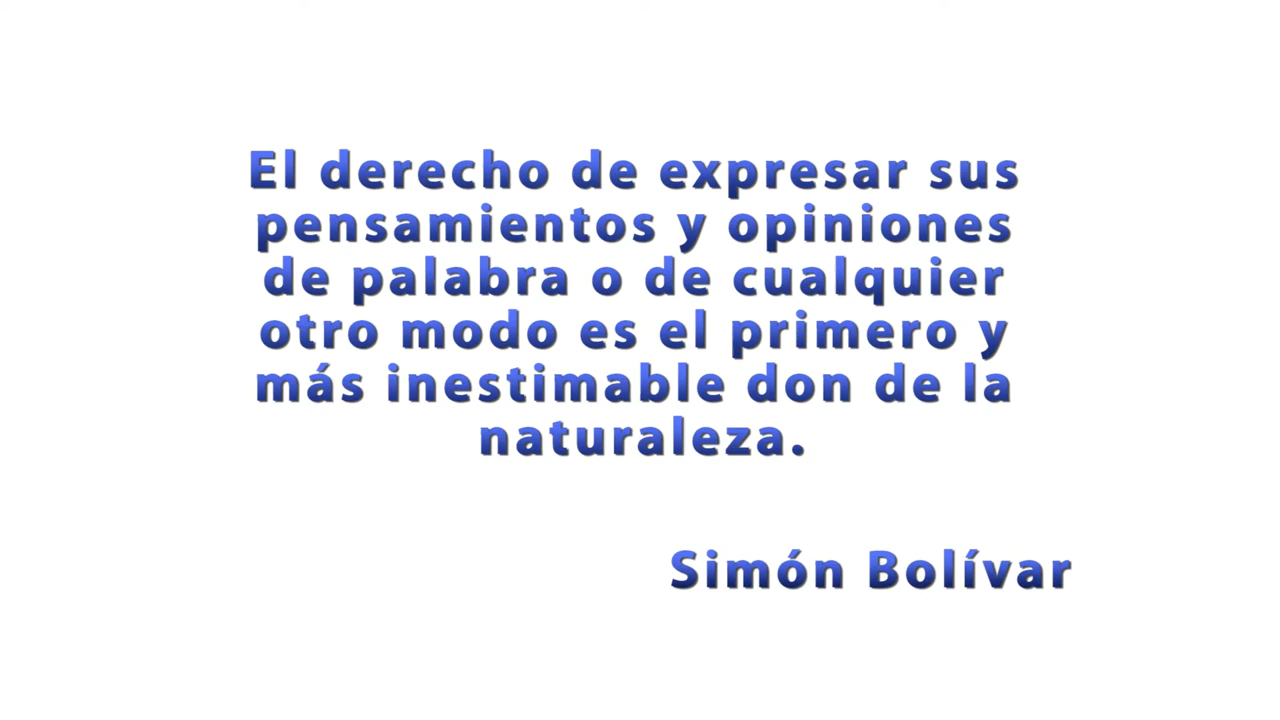 El derecho de expresar sus
pensamientos y opiniones
de palabra o de cualquier
otro modo es el primero y
más inestimable don de la
naturaleza.
Simón Bolívar